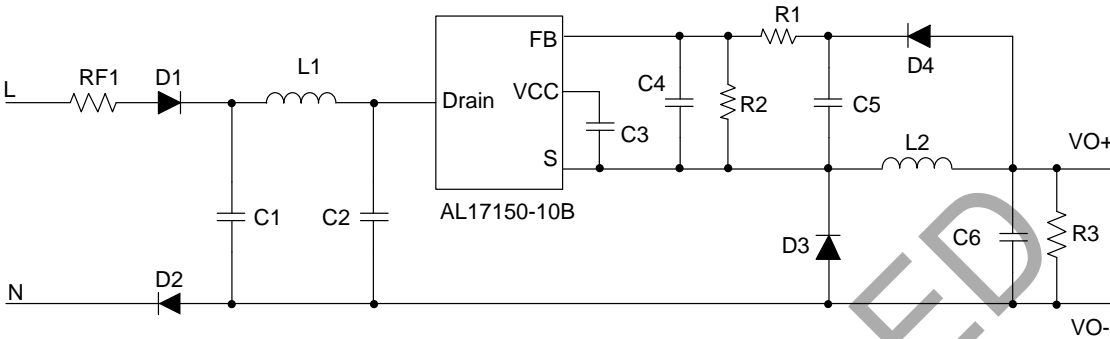 R1
FB
D4
L
RF1
D1
L1
C4
Drain
VCC
R2
C5
C3
S
L2
VO+
AL17150-10B
C1
C2
D3
C6
R3
N
D2
VO-
ED